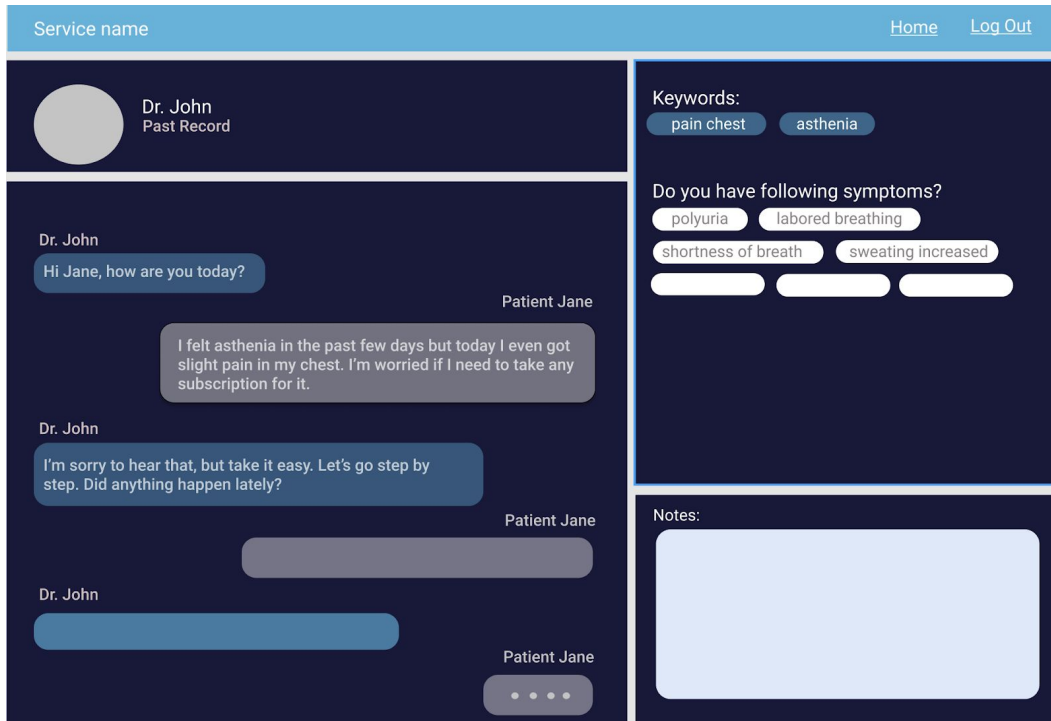 Service name
Home
Log Out
Dr. John
Past Record
Dr. John
Hi Jane, how are you today?
Patient Jane
I felt asthenia in the past few days but today I even got
slight pain in my chest. I'm worried if I need to take any
subscription for it.
Dr. John
I'm sorry to hear that, but take it easy. Let's go step by
step. Did anything happen lately?
Patient Jane
Dr. John
Patient Jane
Keywords:
pain chest
asthenia
Do you have following symptoms?
polyuria
labored breathing
shortness of breath
sweating increased
Notes: